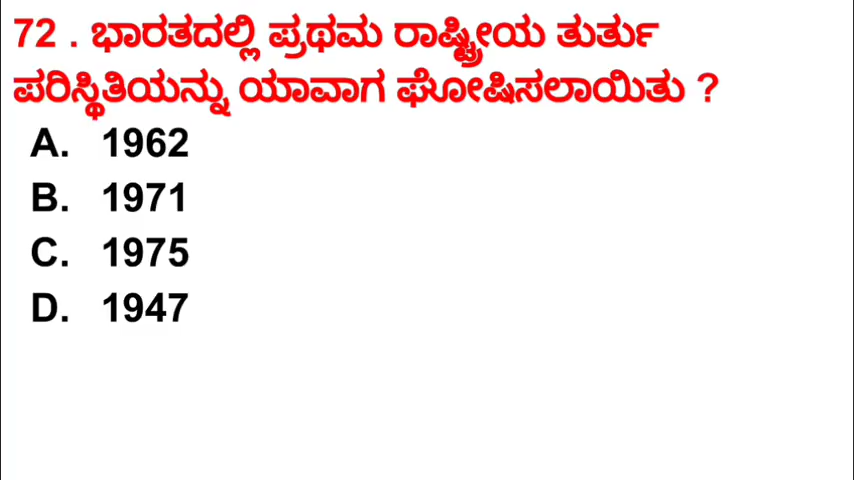 72 . ಭಾರತದಲ್ಲಿ ಪ್ರಥಮ ರಾಷ್ಟ್ರೀಯ ತುರ್ತು
ಪರಿಸ್ಥಿತಿಯನ್ನು ಯಾವಾಗ ಘೋಷಿಸಲಾಯಿತು ?
A. 1962
B. 1971
C. 1975
D. 1947